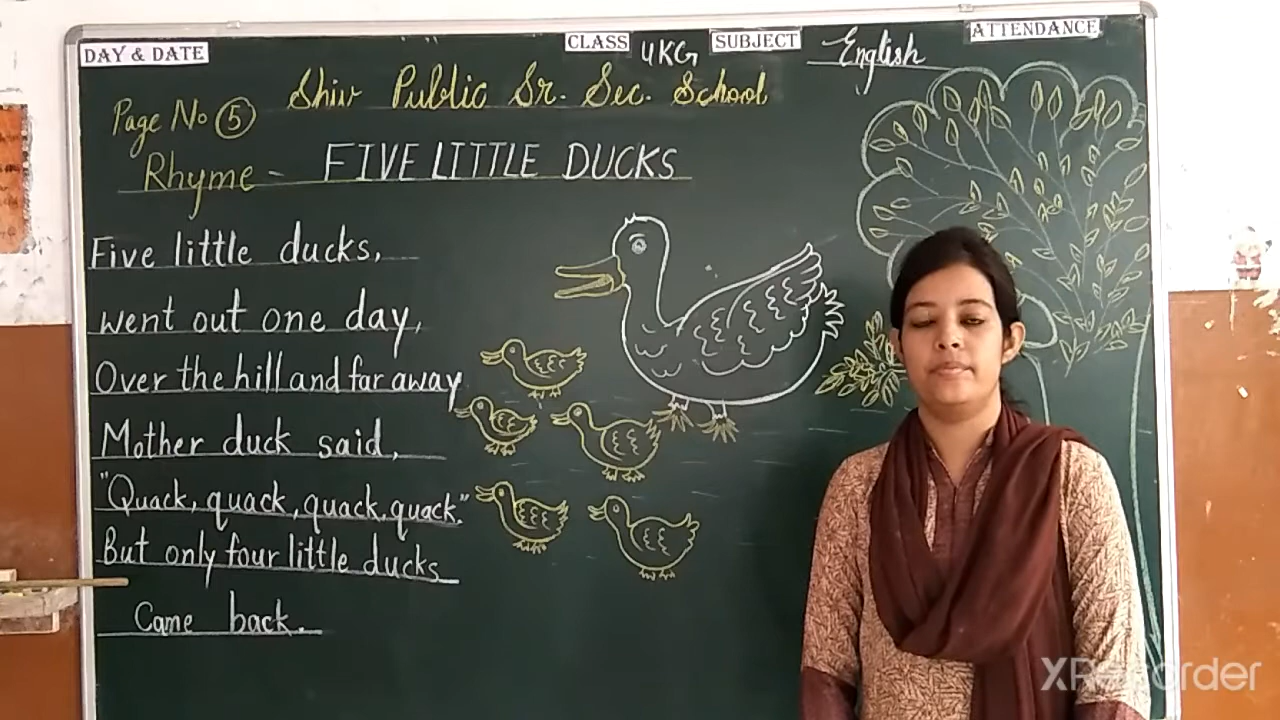 DAY & DATE
CLASS UKG SUBJECT English ATTENDANCE
Shiv Public Sr. Sec. School
Page No 5
Rhyme - FIVE LITTLE DUCKS
Five little ducks,
went out one day,
Over the hill and far away
Mother duck said,
"Quack, quack, quack, quack."
But only four little ducks
Came back.
XRecorder